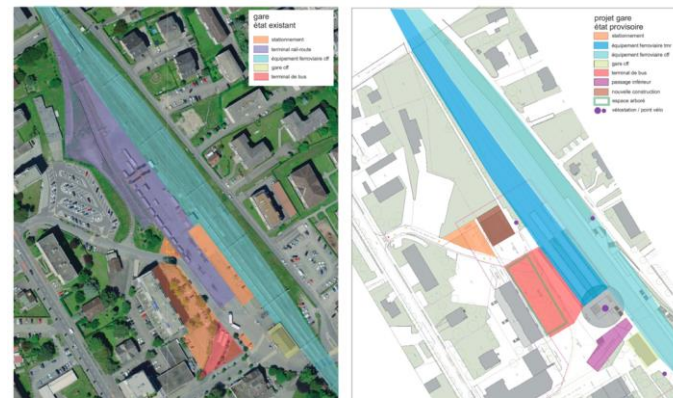 gare
état existant
stationnement
terminal rail-route
équipement ferroviaire cff
gare cff
terminal de bus
projet gare
état provisoire
stationnement
équipement ferroviaire tmr
équipement ferroviaire cff
gare cff
terminal de bus
passage inférieur
nouvelle construction
espace arboré
vélostation / point vélo